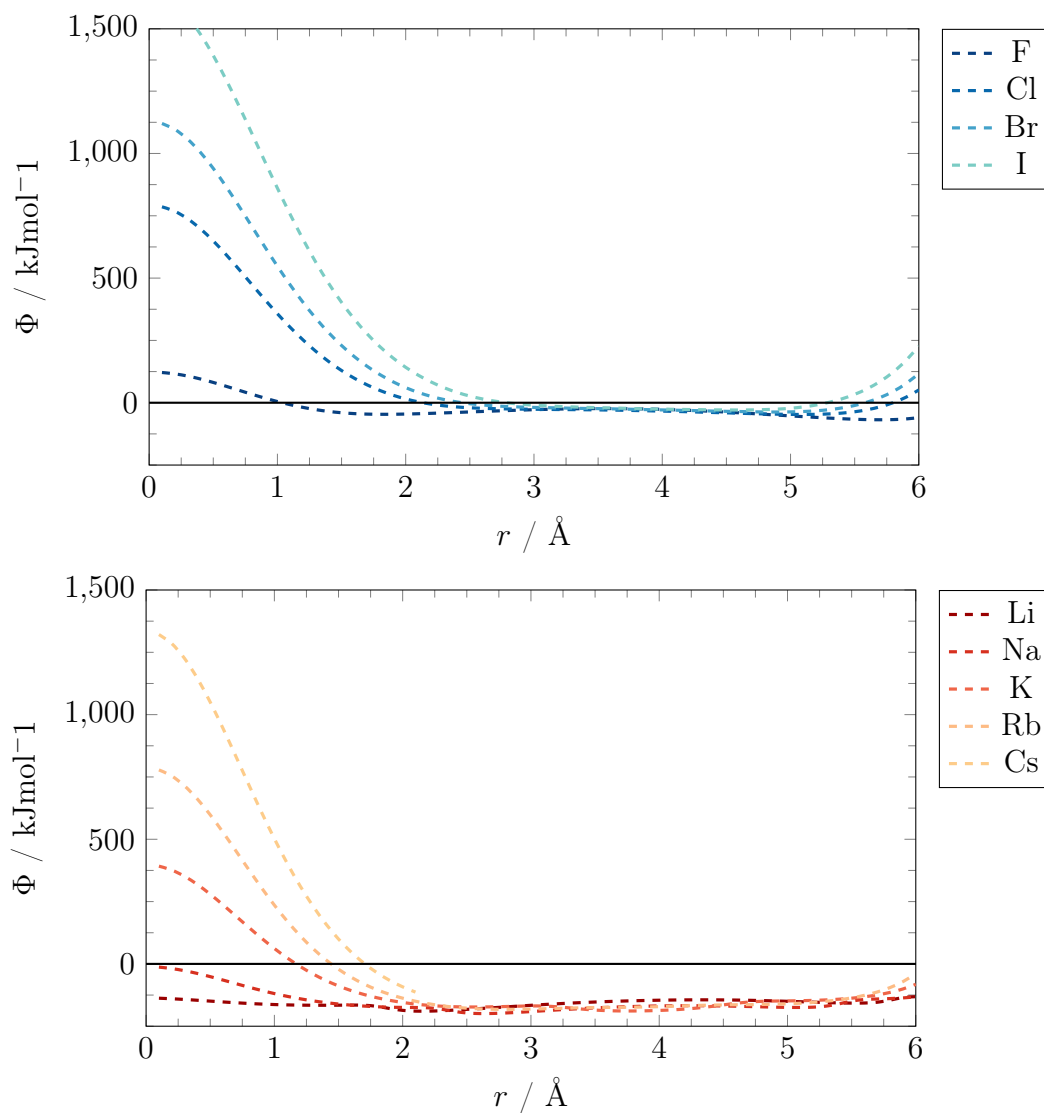 1,500
1,000
500
0
Φ / kJmol−1
0 1 2 3 4 5 6
r / Å
F
Cl
Br
I
1,500
1,000
500
0
Φ / kJmol−1
0 1 2 3 4 5 6
r / Å
Li
Na
K
Rb
Cs